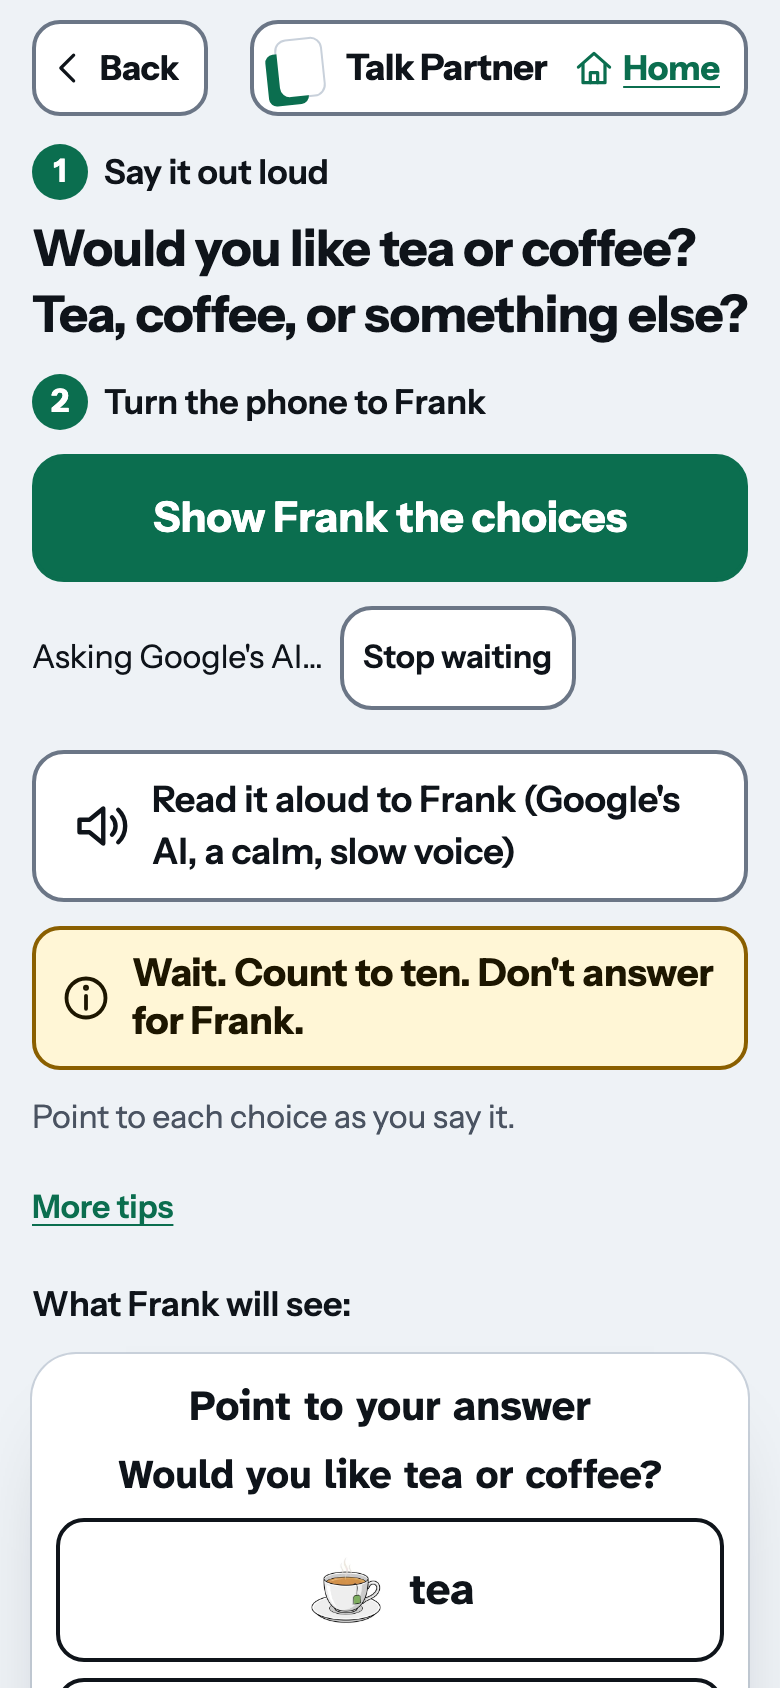 Back
Talk Partner
Home
1 Say it out loud
Would you like tea or coffee?
Tea, coffee, or something else?
2 Turn the phone to Frank
Show Frank the choices
Asking Google's AI...
Stop waiting
Read it aloud to Frank (Google's
AI, a calm, slow voice)
Wait. Count to ten. Don't answer
for Frank.
Point to each choice as you say it.
More tips
What Frank will see:
Point to your answer
Would you like tea or coffee?
tea